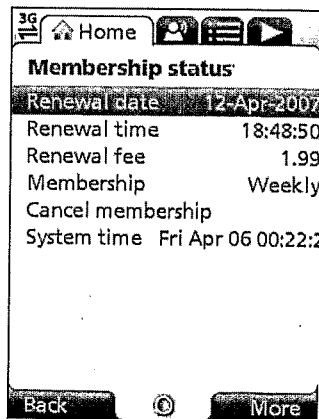 3G Home
Membership status
Renewal date 12-Apr-2007
Renewal time 18:48:50
Renewal fee 1.99
Membership Weekly
Cancel membership
System time Fri Apr 06 00:22:2
Back More